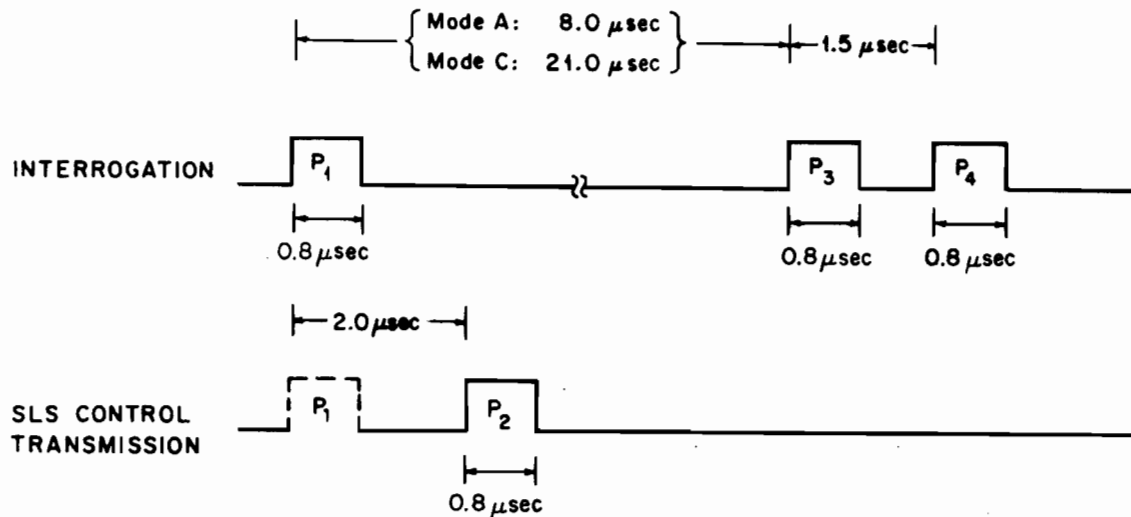 Mode A: 8.0 μsec
Mode C: 21.0 μsec
1.5 μsec
INTERROGATION
P1
P3
P4
0.8 μsec
0.8 μsec
0.8 μsec
2.0 μsec
SLS CONTROL
TRANSMISSION
P1
P2
0.8 μsec